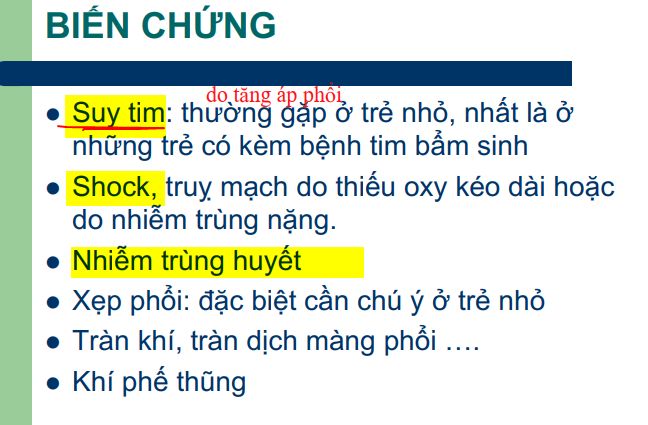 BIẾN CHỨNG
do tăng áp phổi
Suy tim: thường gặp ở trẻ nhỏ, nhất là ở
những trẻ có kèm bệnh tim bẩm sinh
Shock, truỵ mạch do thiếu oxy kéo dài hoặc
do nhiễm trùng nặng.
Nhiễm trùng huyết
Xẹp phổi: đặc biệt cần chú ý ở trẻ nhỏ
Tràn khí, tràn dịch màng phổi ….
Khí phế thũng